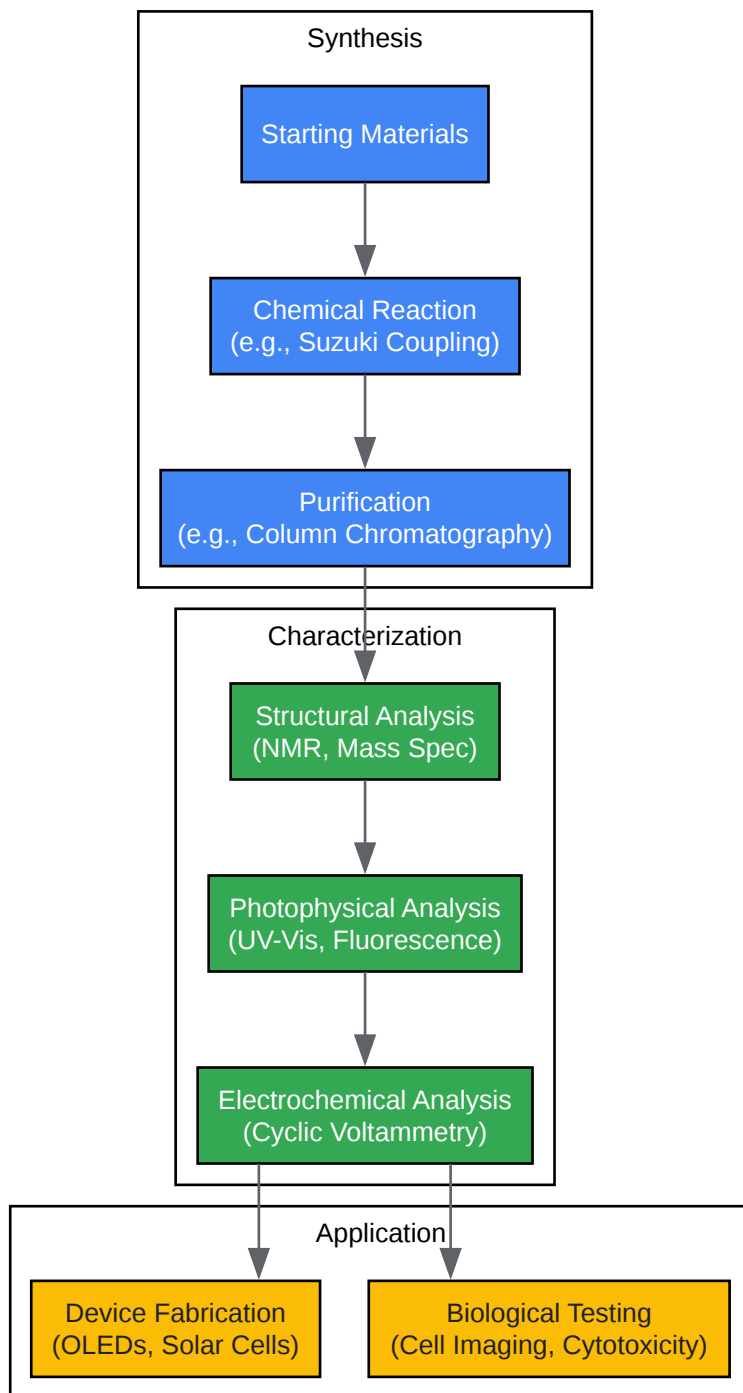 Synthesis
Starting Materials
Chemical Reaction
(e.g., Suzuki Coupling)
Purification
(e.g., Column Chromatography)
Characterization
Structural Analysis
(NMR, Mass Spec)
Photophysical Analysis
(UV-Vis, Fluorescence)
Electrochemical Analysis
(Cyclic Voltammetry)
Application
Device Fabrication
(OLEDs, Solar Cells)
Biological Testing
(Cell Imaging, Cytotoxicity)